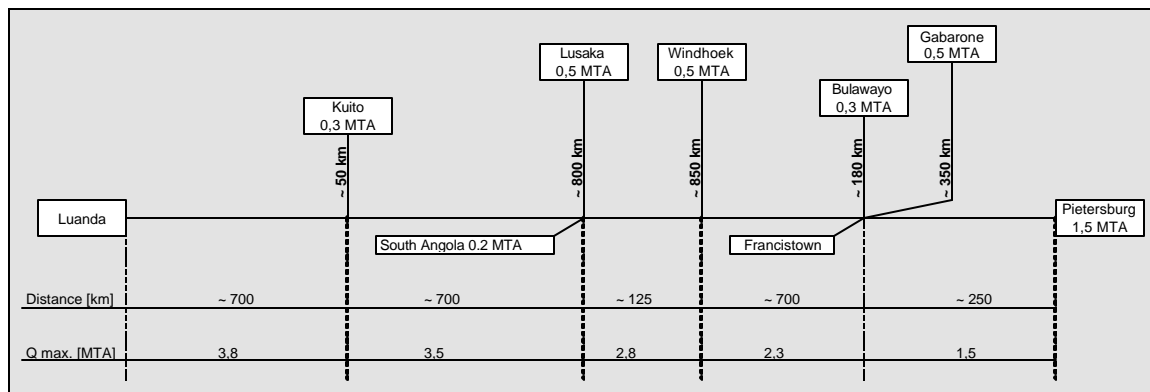 Gabarone
0,5 MTA
Lusaka
0,5 MTA
Windhoek
0,5 MTA
Bulawayo
0,3 MTA
Kuito
0,3 MTA
~ 50 km
~ 800 km
~ 850 km
~ 180 km
~ 350 km
Luanda
Pietersburg
1,5 MTA
South Angola 0.2 MTA
Francistown
Distance [km] ~ 700 ~ 700 ~ 125 ~ 700 ~ 250
Q max. [MTA] 3,8 3,5 2,8 2,3 1,5